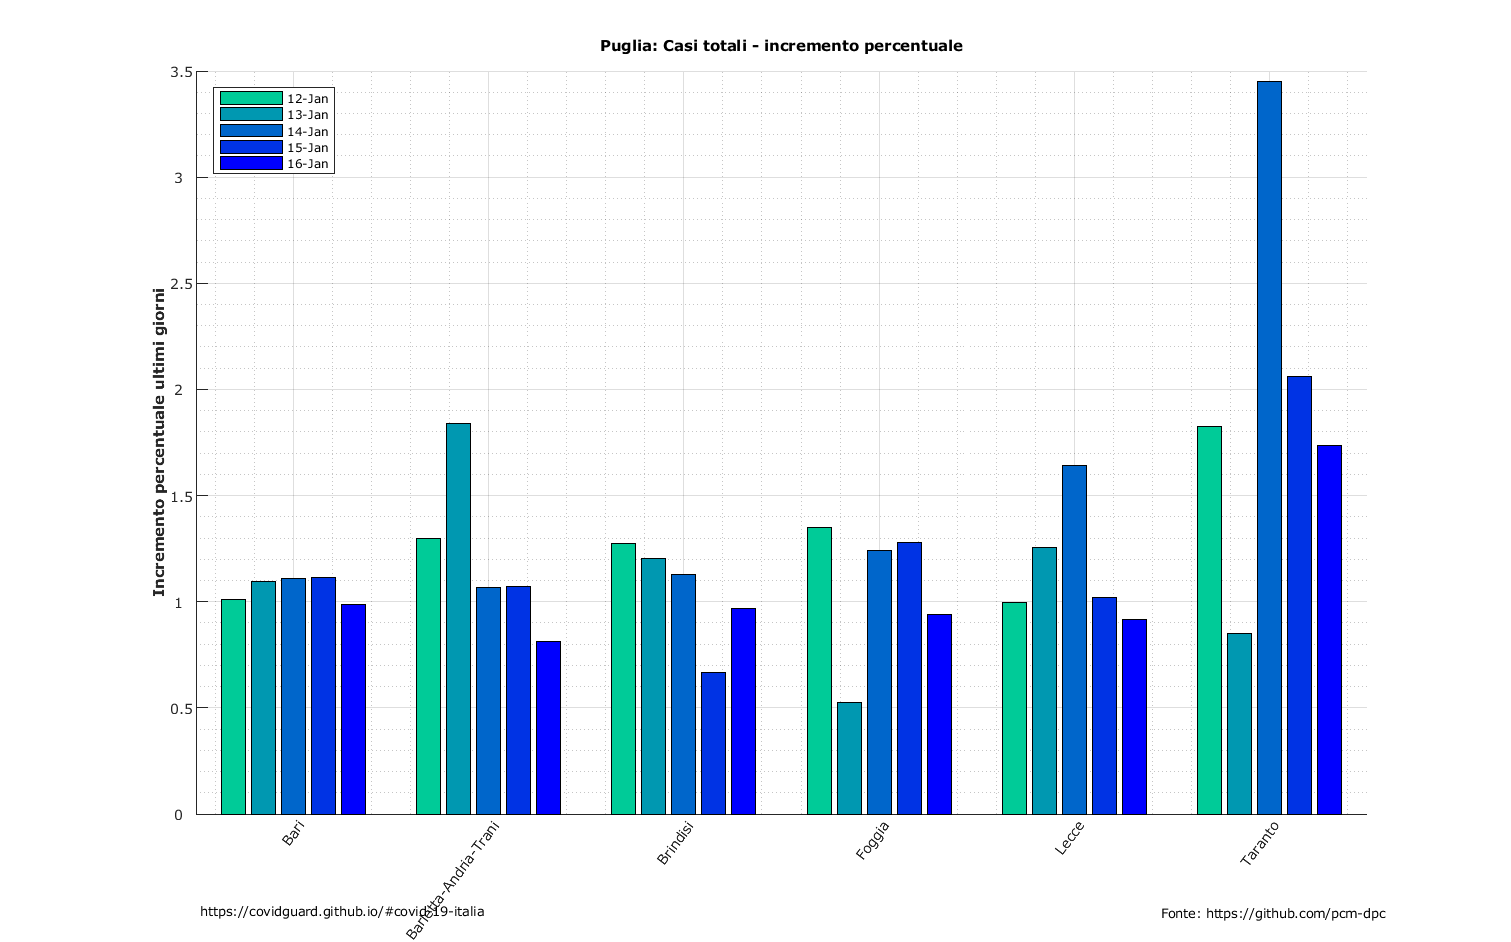 Puglia: Casi totali - incremento percentuale
12-Jan
13-Jan
14-Jan
15-Jan
16-Jan
Incremento percentuale ultimi giorni
3.5
3
2.5
2
1.5
1
0.5
0
Bari
Barletta-Andria-Trani
Brindisi
Foggia
Lecce
Taranto
https://covidguard.github.io/#covid-19-italia
Fonte: https://github.com/pcm-dpc